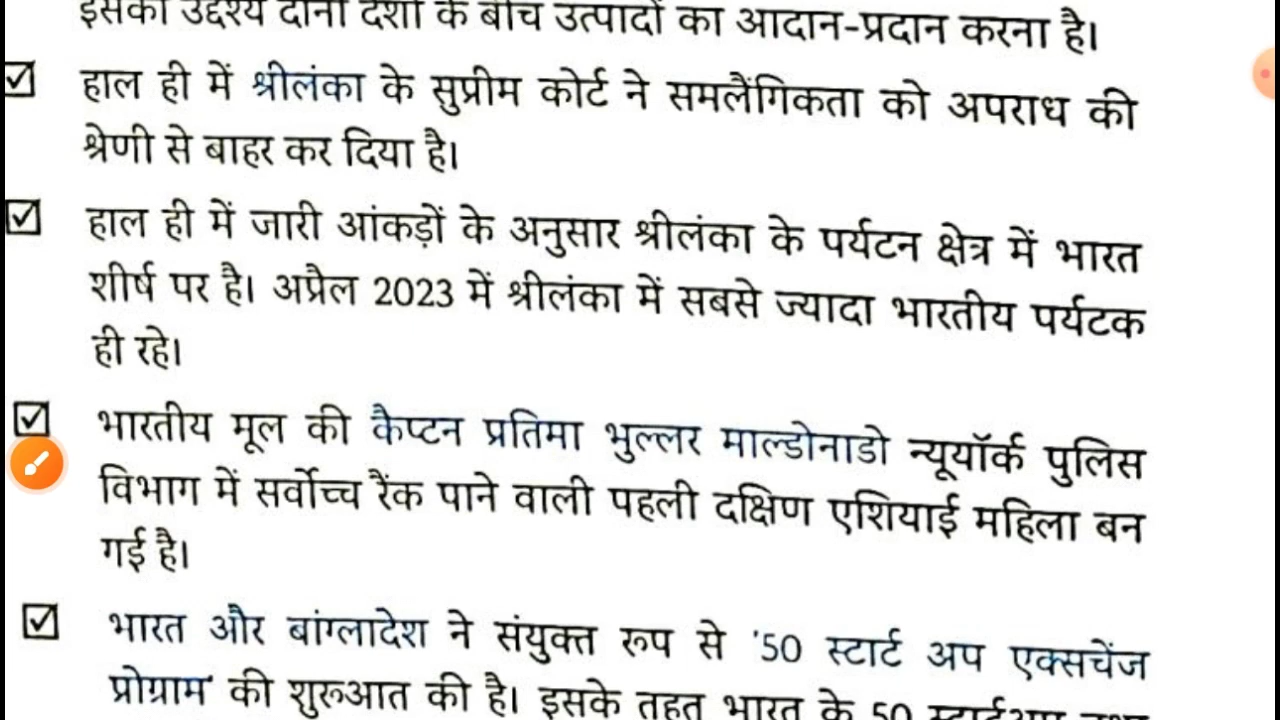 इसका उद्देश्य दोनों देशों के बीच उत्पादों का आदान-प्रदान करना है।
हाल ही में श्रीलंका के सुप्रीम कोर्ट ने समलैंगिकता को अपराध की
श्रेणी से बाहर कर दिया है।
हाल ही में जारी आंकड़ों के अनुसार श्रीलंका के पर्यटन क्षेत्र में भारत
शीर्ष पर है। अप्रैल 2023 में श्रीलंका में सबसे ज्यादा भारतीय पर्यटक
ही रहे।
भारतीय मूल की कैप्टन प्रतिमा भुल्लर माल्डोनाडो न्यूयॉर्क पुलिस
विभाग में सर्वोच्च रैंक पाने वाली पहली दक्षिण एशियाई महिला बन
गई है।
भारत और बांग्लादेश ने संयुक्त रूप से '50 स्टार्ट अप एक्सचेंज
प्रोग्राम' की शुरूआत की है। इसके तहत भारत के 50 स्टार्टअप तथा